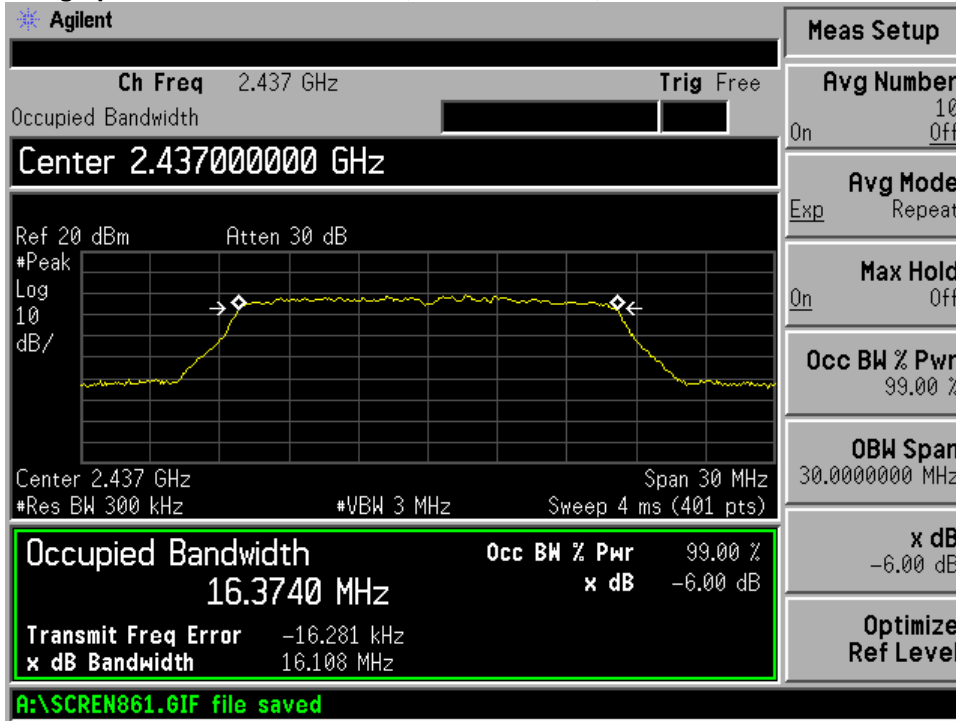 Agilent
Meas Setup
Ch Freq 2.437 GHz Trig Free
Occupied Bandwidth
Center 2.437000000 GHz
Ref 20 dBm Atten 30 dB
#Peak
Log
10
dB/
Center 2.437 GHz Span 30 MHz
#Res BW 300 kHz #VBW 3 MHz Sweep 4 ms (401 pts)
Occupied Bandwidth Occ BW % Pwr 99.00 %
16.3740 MHz x dB -6.00 dB
Transmit Freq Error -16.281 kHz
x dB Bandwidth 16.108 MHz
A:\SCREN861.GIF file saved
Avg Number
10
On Off
Avg Mode
Exp Repeat
Max Hold
On Off
Occ BW % Pwr
99.00 %
OBW Span
30.0000000 MHz
x dB
-6.00 dB
Optimize
Ref Level